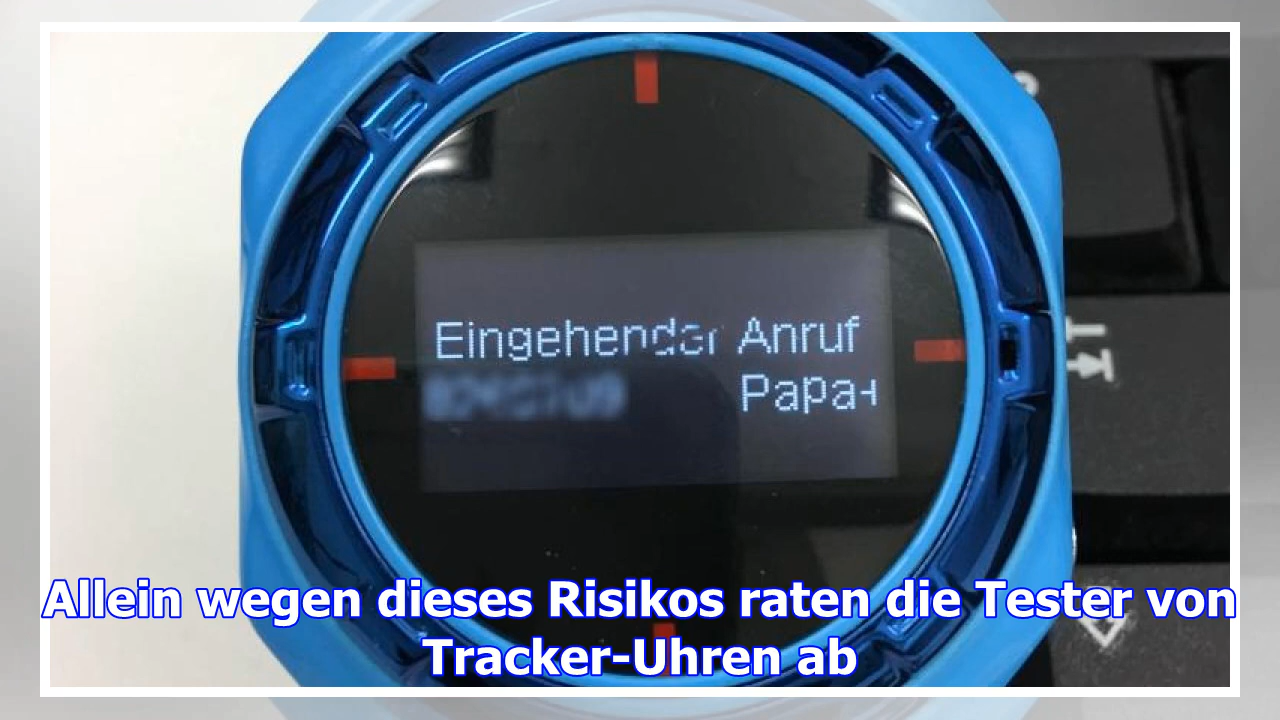 Eingehender Anruf
Papa
Allein wegen dieses Risikos raten die Tester von
Tracker-Uhren ab